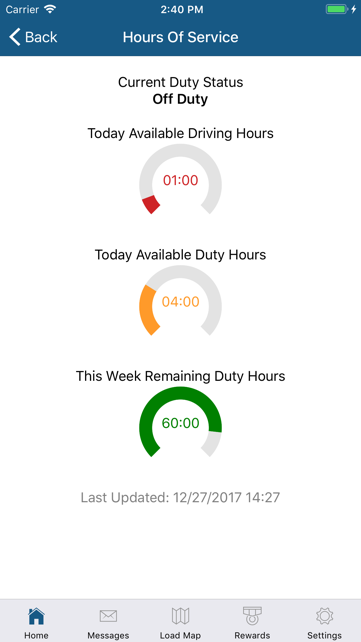 Carrier 2:40 PM
Back Hours Of Service
Current Duty Status
Off Duty
Today Available Driving Hours
01:00
Today Available Duty Hours
04:00
This Week Remaining Duty Hours
60:00
Last Updated: 12/27/2017 14:27
Home Messages Load Map Rewards Settings